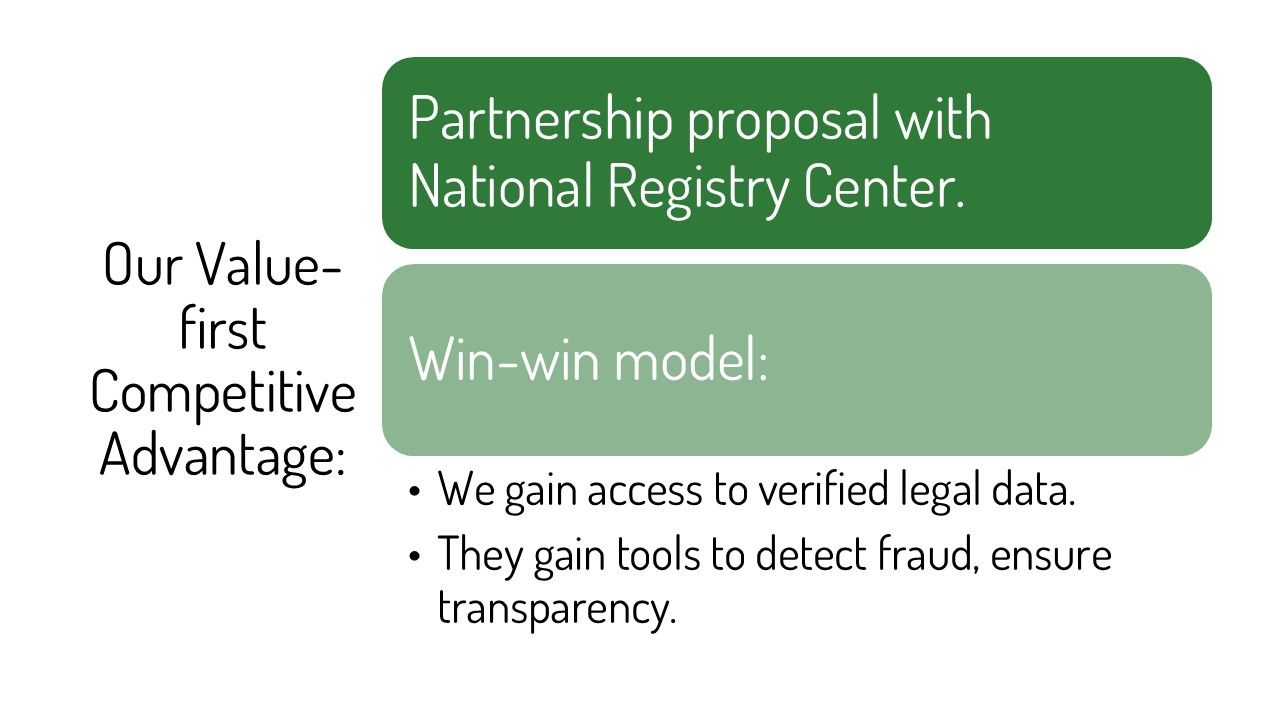 Our Value-
first
Competitive
Advantage:
Partnership proposal with
National Registry Center.
Win-win model:
• We gain access to verified legal data.
• They gain tools to detect fraud, ensure
transparency.